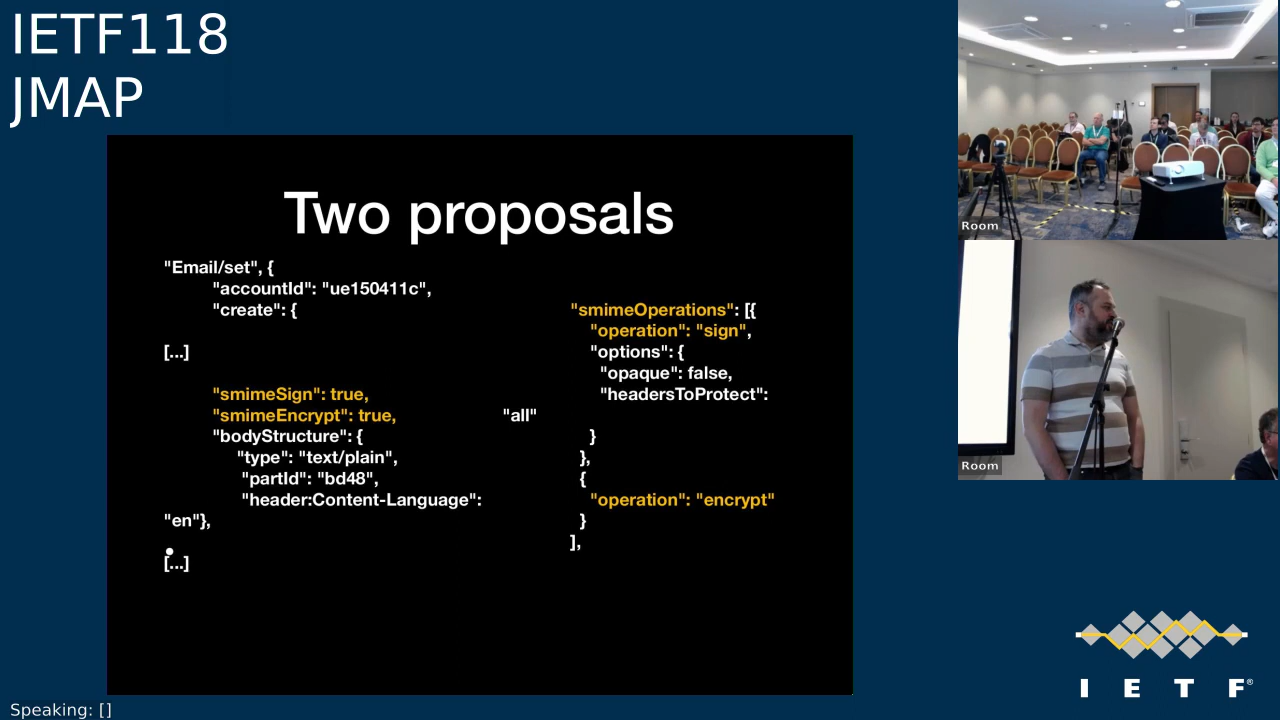 IETF118
JMAP
Two proposals
"Email/set", {
"accountId": "ue150411c",
"create": {
[...]
"smimeSign": true,
"smimeEncrypt": true,
"bodyStructure": {
"type": "text/plain",
"partId": "bd48",
"header:Content-Language":
"en"},
[...]
"smimeOperations": [{
"operation": "sign",
"options": {
"opaque": false,
"headersToProtect":
"all"
}
},
{
"operation": "encrypt"
}
],
Room
Room
I E T F®
Speaking: []